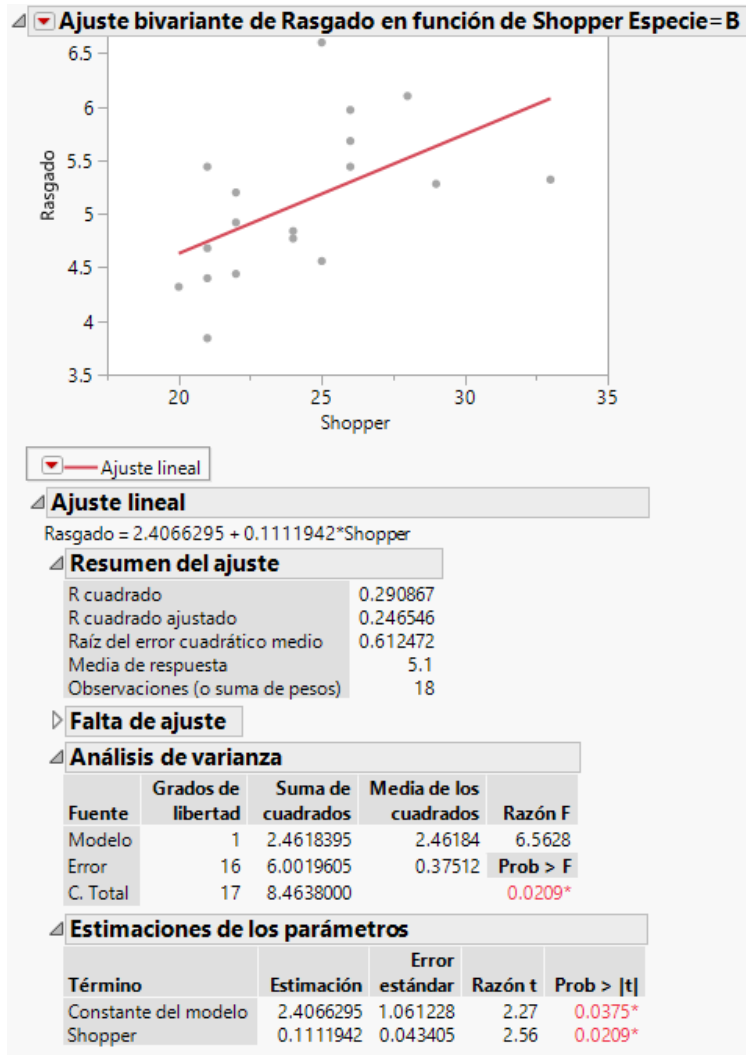 Ajuste bivariante de Rasgado en función de Shopper Especie=B
6.5
6
5.5
5
4.5
4
3.5
Rasgado
20 25 30 35
Shopper
Ajuste lineal
Ajuste lineal
Rasgado = 2.4066295 + 0.1111942*Shopper
Resumen del ajuste
R cuadrado 0.290867
R cuadrado ajustado 0.246546
Raíz del error cuadrático medio 0.612472
Media de respuesta 5.1
Observaciones (o suma de pesos) 18
Falta de ajuste
Análisis de varianza
Grados de Suma de Media de los
Fuente libertad cuadrados cuadrados Razón F
Modelo 1 2.4618395 2.46184 6.5628
Error 16 6.0019605 0.37512 Prob > F
C. Total 17 8.4638000 0.0209*
Estimaciones de los parámetros
Error
Término Estimación estándar Razón t Prob > |t|
Constante del modelo 2.4066295 1.061228 2.27 0.0375*
Shopper 0.1111942 0.043405 2.56 0.0209*